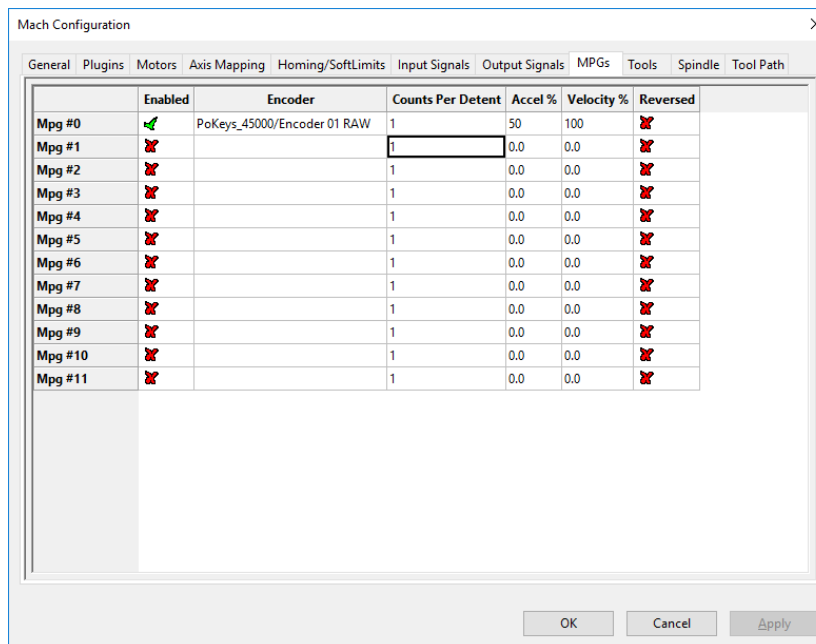 Mach Configuration
General Plugins Motors Axis Mapping Homing/SoftLimits Input Signals Output Signals MPGs Tools Spindle Tool Path
Enabled Encoder Counts Per Detent Accel % Velocity % Reversed
Mpg #0 PoKeys_45000/Encoder 01 RAW 1 50 100
Mpg #1 1 0.0 0.0
Mpg #2 1 0.0 0.0
Mpg #3 1 0.0 0.0
Mpg #4 1 0.0 0.0
Mpg #5 1 0.0 0.0
Mpg #6 1 0.0 0.0
Mpg #7 1 0.0 0.0
Mpg #8 1 0.0 0.0
Mpg #9 1 0.0 0.0
Mpg #10 1 0.0 0.0
Mpg #11 1 0.0 0.0
OK Cancel Apply